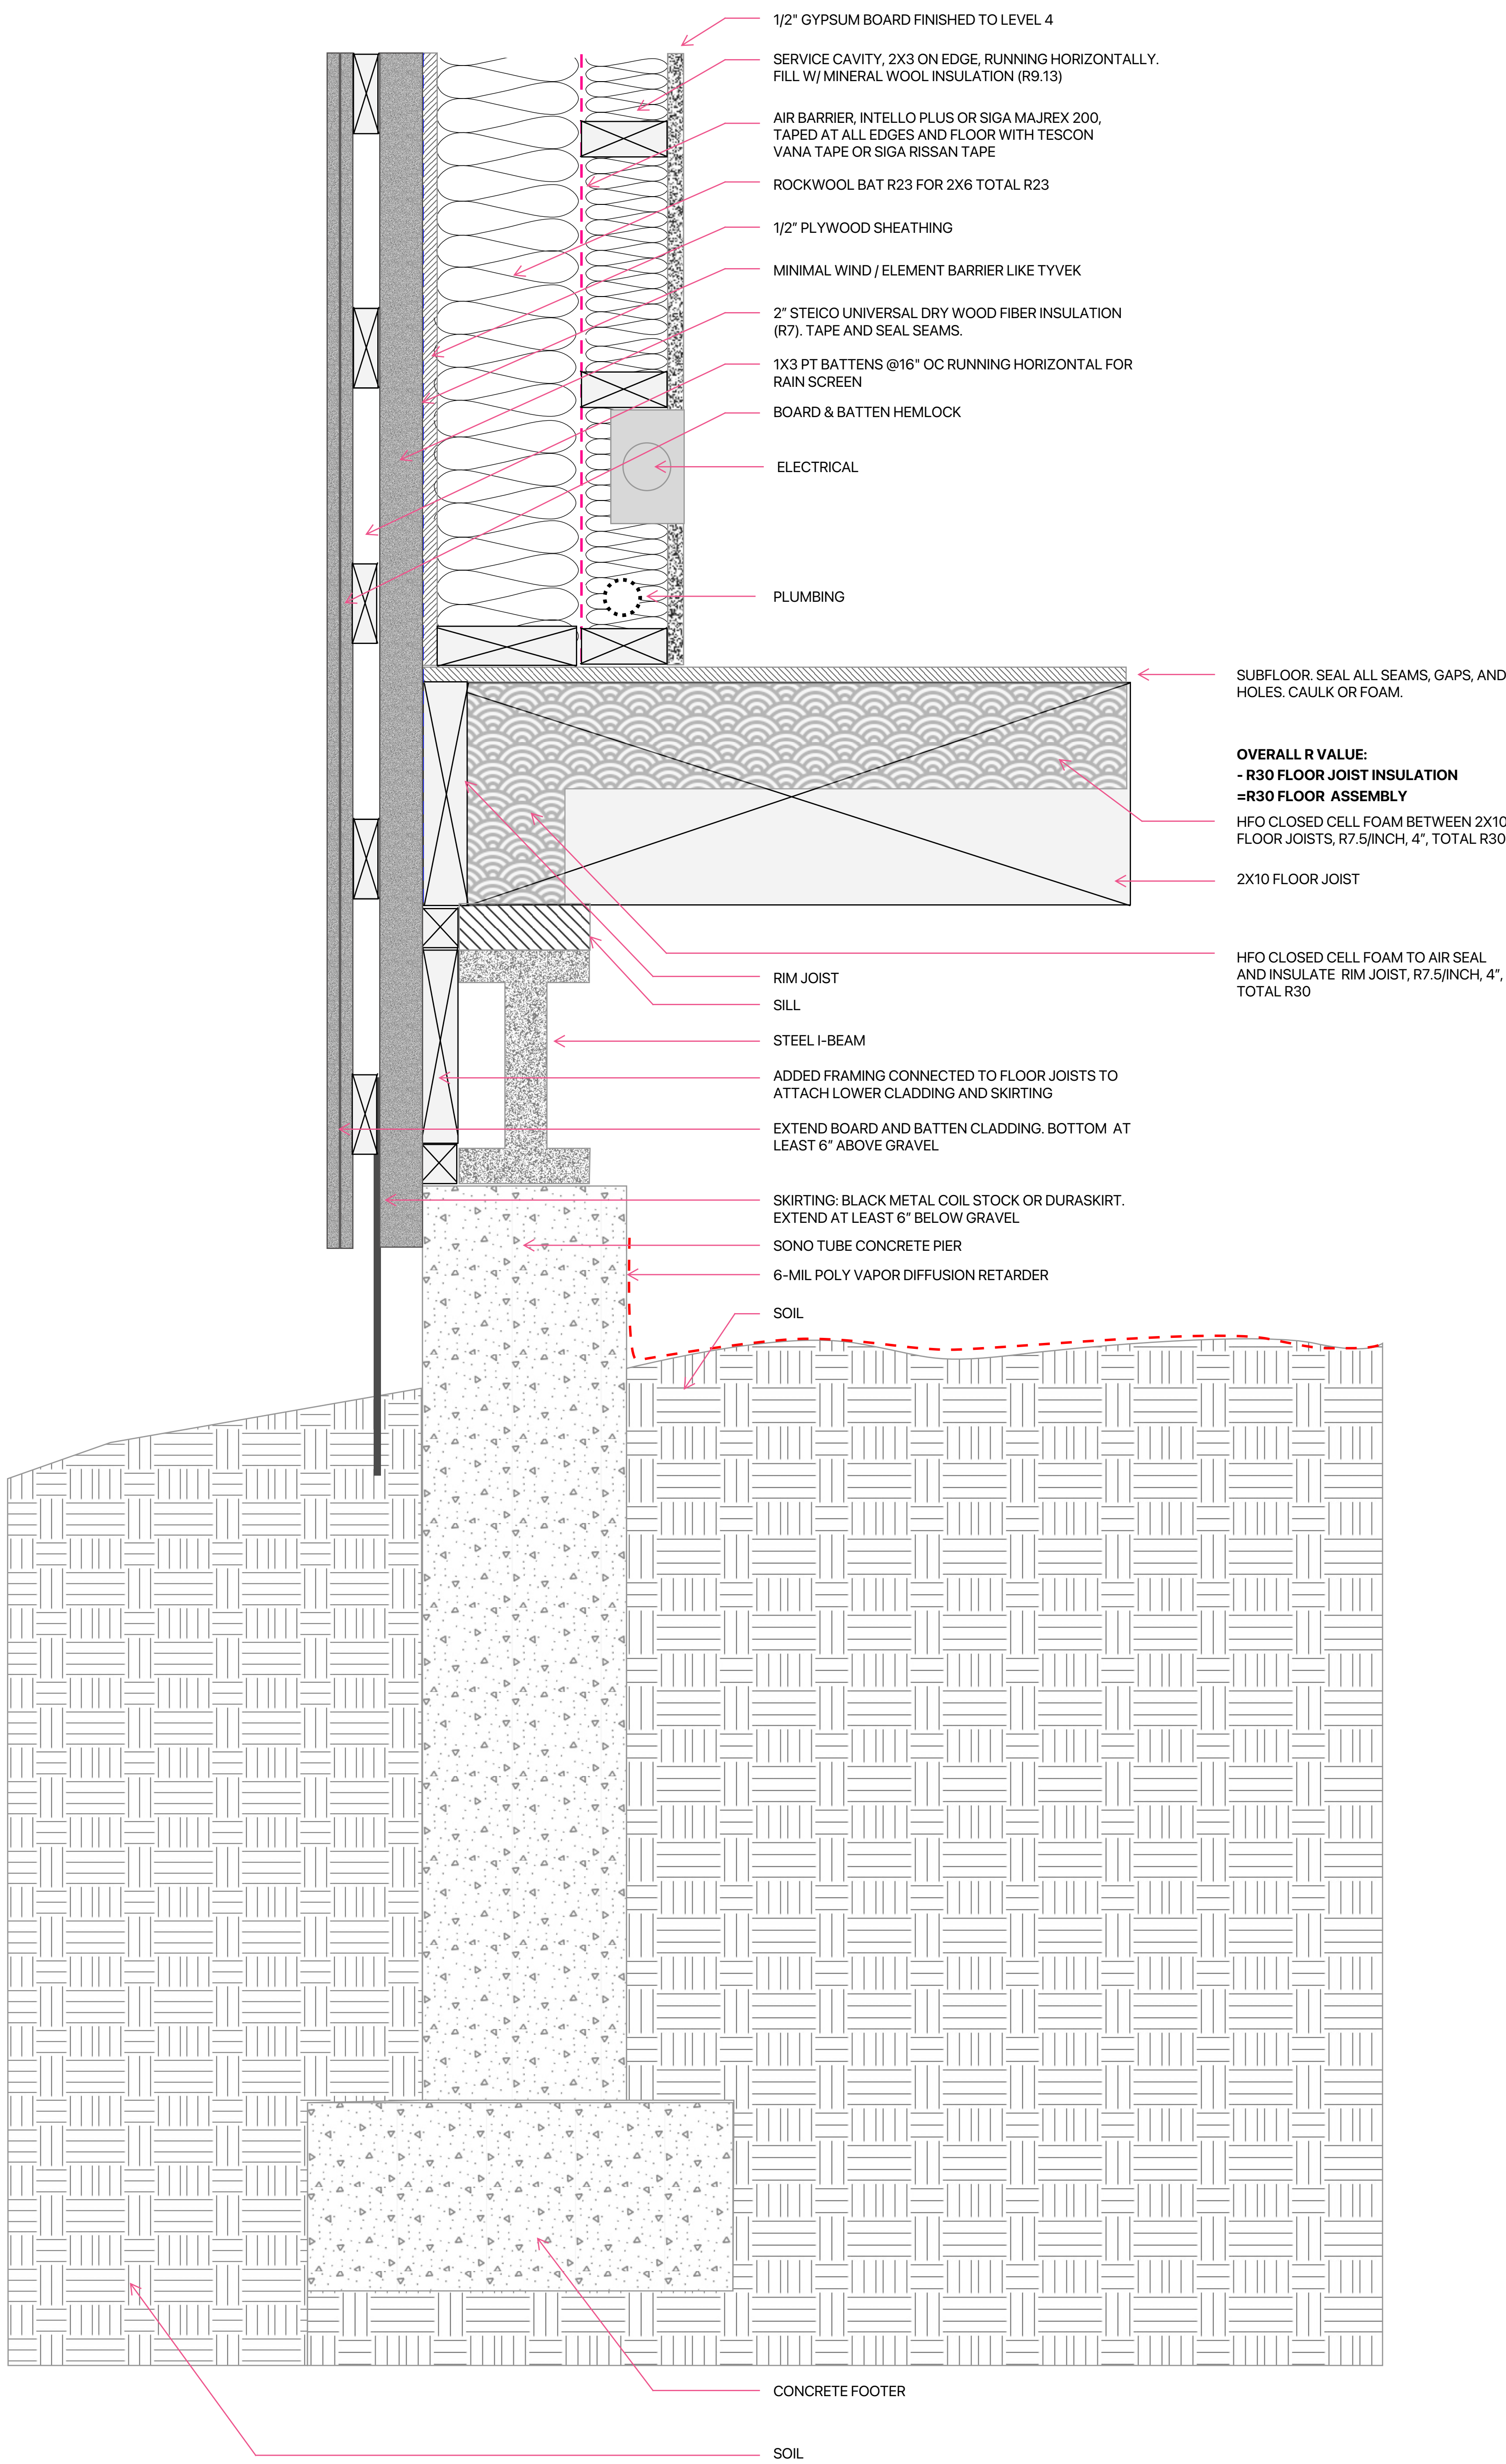 1/2" GYPSUM BOARD FINISHED TO LEVEL 4
SERVICE CAVITY, 2X3 ON EDGE, RUNNING HORIZONTALLY.
FILL W/ MINERAL WOOL INSULATION (R9.13)
AIR BARRIER, INTELLO PLUS OR SIGA MAJREX 200,
TAPED AT ALL EDGES AND FLOOR WITH TESCON
VANA TAPE OR SIGA RISSAN TAPE
ROCKWOOL BAT R23 FOR 2X6 TOTAL R23
1/2” PLYWOOD SHEATHING
MINIMAL WIND / ELEMENT BARRIER LIKE TYVEK
2” STEICO UNIVERSAL DRY WOOD FIBER INSULATION
(R7). TAPE AND SEAL SEAMS.
1X3 PT BATTENS @16" OC RUNNING HORIZONTAL FOR
RAIN SCREEN
BOARD & BATTEN HEMLOCK
ELECTRICAL
PLUMBING
SUBFLOOR. SEAL ALL SEAMS, GAPS, AND
HOLES. CAULK OR FOAM.
OVERALL R VALUE:
- R30 FLOOR JOIST INSULATION
=R30 FLOOR ASSEMBLY
HFO CLOSED CELL FOAM BETWEEN 2X10
FLOOR JOISTS, R7.5/INCH, 4”, TOTAL R30
2X10 FLOOR JOIST
HFO CLOSED CELL FOAM TO AIR SEAL
AND INSULATE RIM JOIST, R7.5/INCH, 4”,
TOTAL R30
RIM JOIST
SILL
STEEL I-BEAM
ADDED FRAMING CONNECTED TO FLOOR JOISTS TO
ATTACH LOWER CLADDING AND SKIRTING
EXTEND BOARD AND BATTEN CLADDING. BOTTOM AT
LEAST 6” ABOVE GRAVEL
SKIRTING: BLACK METAL COIL STOCK OR DURASKIRT.
EXTEND AT LEAST 6” BELOW GRAVEL
SONO TUBE CONCRETE PIER
6-MIL POLY VAPOR DIFFUSION RETARDER
SOIL
CONCRETE FOOTER
SOIL